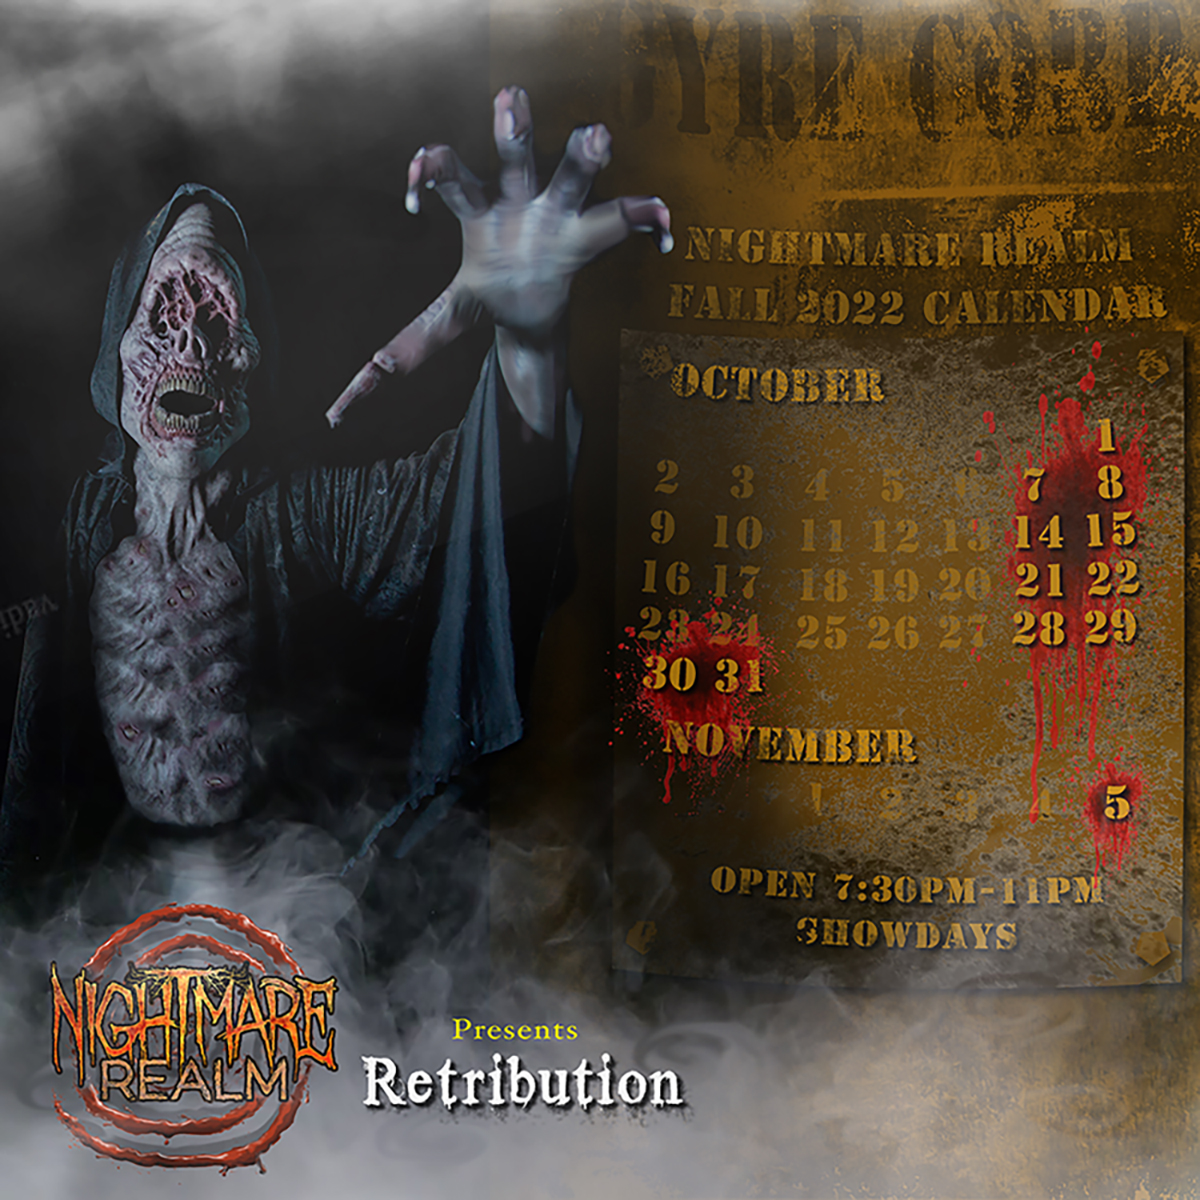 GYRE CORP
NIGHTMARE REALM
FALL 2022 CALENDAR
OCTOBER
1
2 3 4 5 6 7 8
9 10 11 12 13 14 15
16 17 18 19 20 21 22
23 24 25 26 27 28 29
30 31
NOVEMBER
1 2 3 4 5
OPEN 7:30PM-11PM
SHOWDAYS
NIGHTMARE
REALM
Presents
Retribution